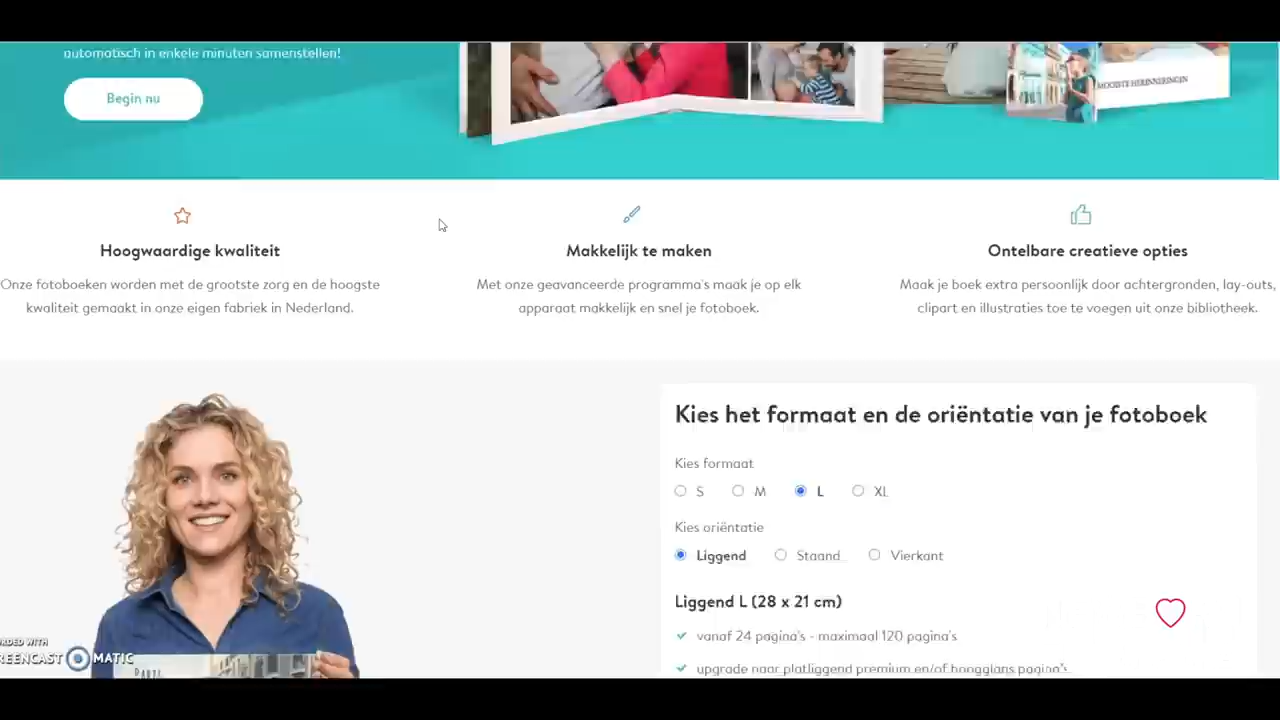 automatisch in enkele minuten samenstellen!
Begin nu
MOOISTE HERINNERINGEN
Hoogwaardige kwaliteit
Onze fotoboeken worden met de grootste zorg en de hoogste
kwaliteit gemaakt in onze eigen fabriek in Nederland.
Makkelijk te maken
Met onze geavanceerde programma's maak je op elk
apparaat makkelijk en snel je fotoboek.
Ontelbare creatieve opties
Maak je boek extra persoonlijk door achtergronden, lay-outs,
clipart en illustraties toe te voegen uit onze bibliotheek.
Kies het formaat en de oriëntatie van je fotoboek
Kies formaat
S M L XL
Kies oriëntatie
Liggend Staand Vierkant
Liggend L (28 x 21 cm)
vanaf 24 pagina's - maximaal 120 pagina's
upgrade naar platliggend premium en/of hoogglans pagina's
RDED WITH
REENCAST MATIC